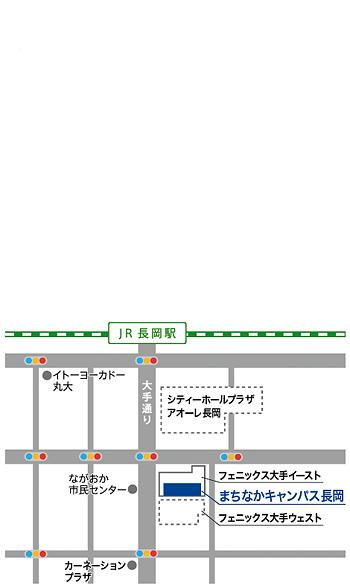 JR 長岡駅
イトーヨーカドー
丸大
大手通り
シティーホールプラザ
アオーレ長岡
ながおか
市民センター
フェニックス大手イースト
まちなかキャンパス長岡
フェニックス大手ウェスト
カーネーション
プラザ